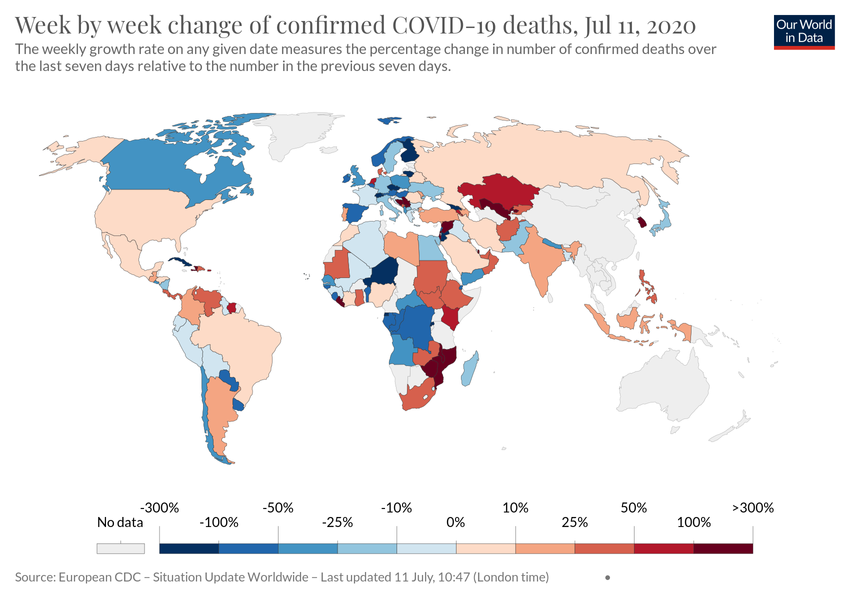 Week by week change of confirmed COVID-19 deaths, Jul 11, 2020
Our World
in Data
The weekly growth rate on any given date measures the percentage change in number of confirmed deaths over
the last seven days relative to the number in the previous seven days.
-300% -50% -10% 10% 50% >300%
No data -100% -25% 0% 25% 100%
Source: European CDC – Situation Update Worldwide – Last updated 11 July, 10:47 (London time) •